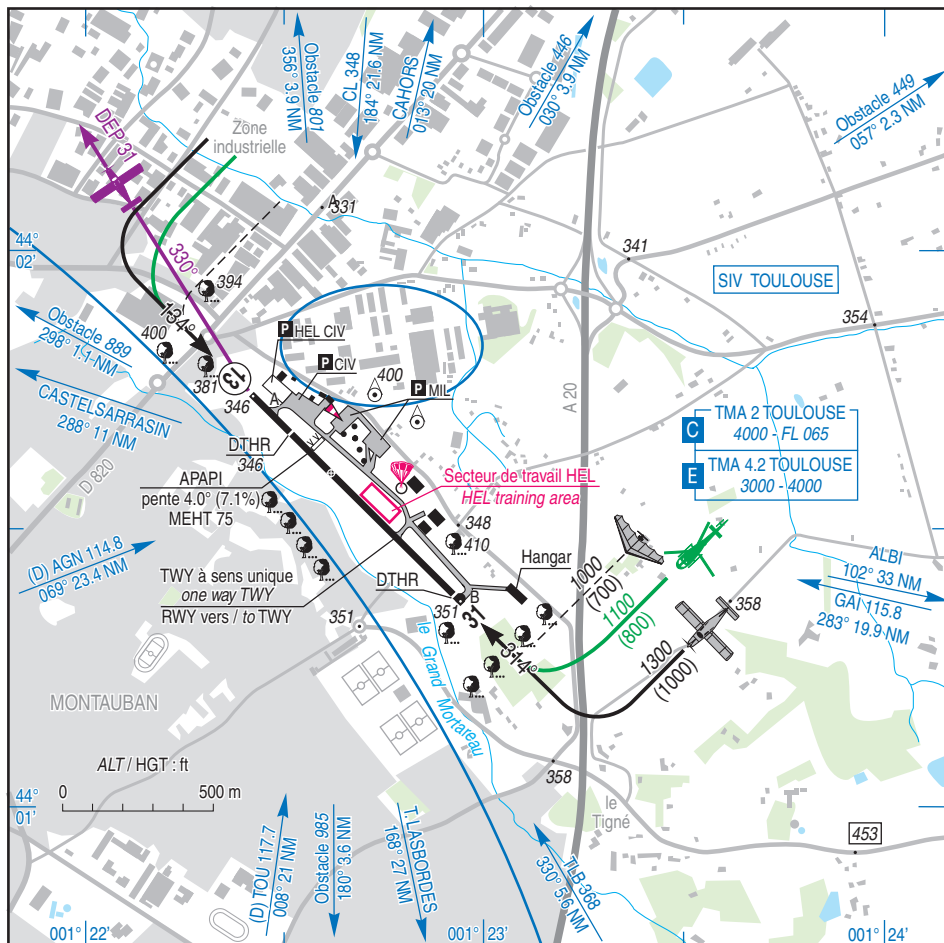 Obstacle 801
356° 3.9 NM
CL 348
184° 21.6 NM
CAHORS
013° 20 NM
Obstacle 446
030° 3.9 NM
Obstacle 449
057° 2.3 NM
DEP 31
Zone
industrielle
A
331
44°
02'
330°
341
SIV TOULOUSE
394
134°
400
354
Obstacle 889
298° 1.1 NM
381
13
346
P HEL CIV
P CIV
400
P MIL
A
CASTELSARRASIN
288° 11 NM
A 20
C
TMA 2 TOULOUSE
4000 - FL 065
E
TMA 4.2 TOULOUSE
3000 - 4000
DTHR
346
D 820
APAPI
pente 4.0° (7.1%)
MEHT 75
Secteur de travail HEL
HEL training area
348
410
(D) AGN 114.8
069° 23.4 NM
TWY à sens unique
one way TWY
RWY vers / to TWY
DTHR
Hangar
1000
(700)
ALBI
102° 33 NM
GAI 115.8
283° 19.9 NM
351
351
B
31
314°
1100
(800)
358
1300
(1000)
le Grand Mortareau
MONTAUBAN
ALT / HGT : ft
0
500 m
358
44°
01'
le
Tigné
453
(D) TOU 117.7
008° 21 NM
Obstacle 985
180° 3.6 NM
T. LASBORDES
168° 27 NM
TLB 368
330° 5.6 NM
001° 22'
001° 23'
001° 24'